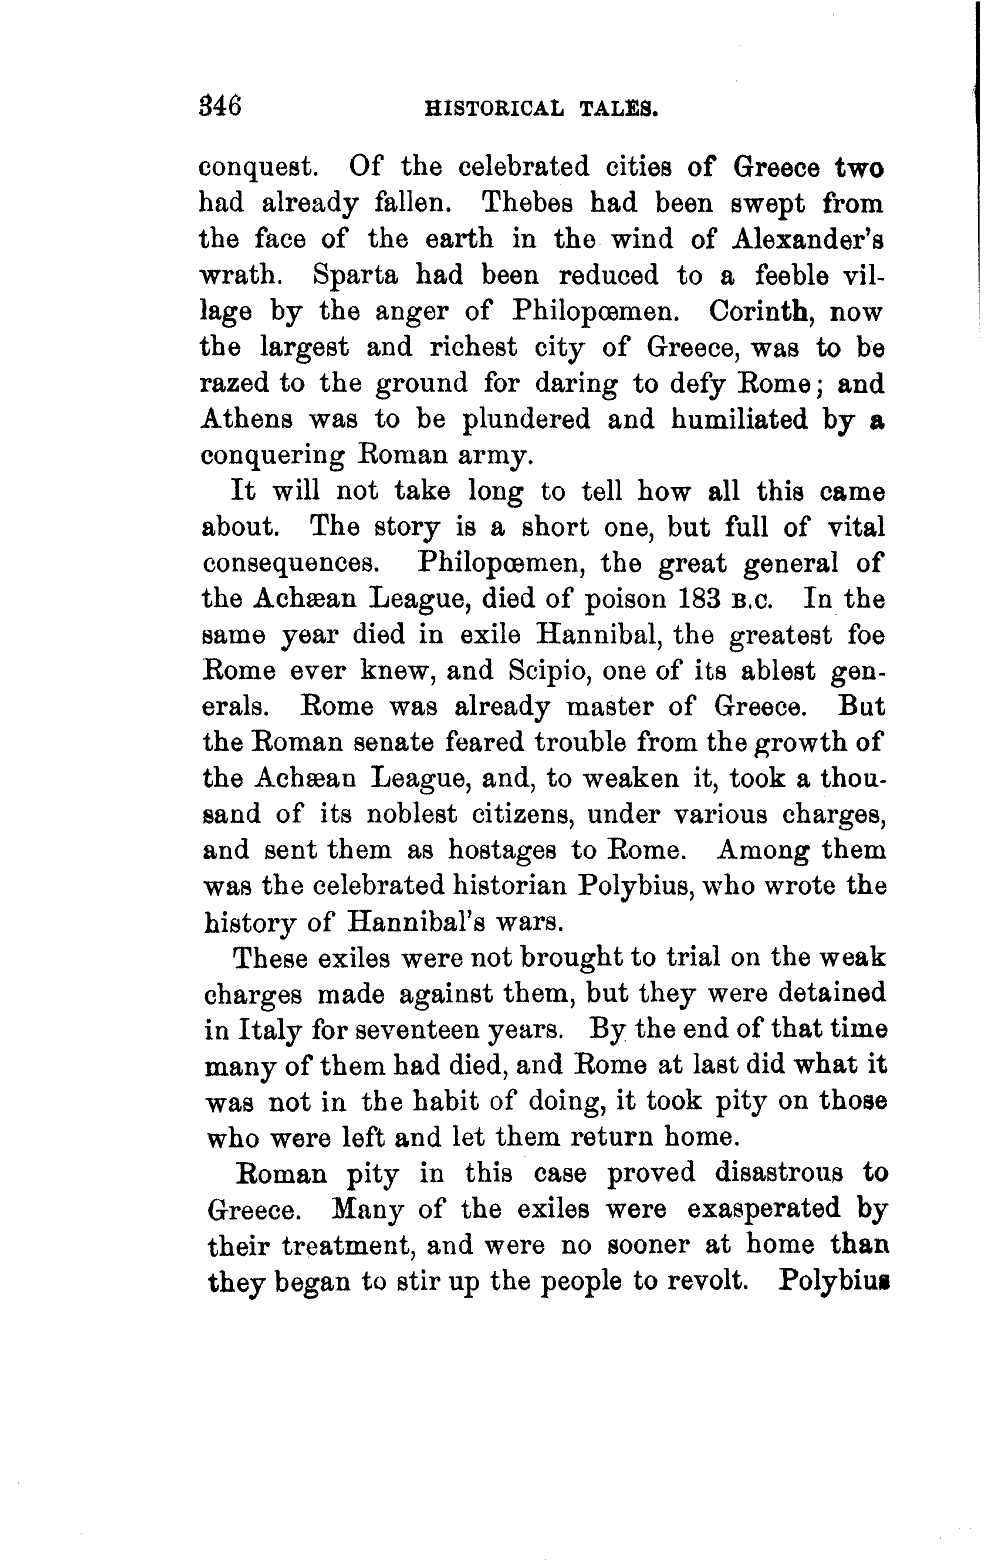 346 HISTORICAL TALES.
conquest. Of the celebrated cities of Greece two
had already fallen. Thebes had been swept from
the face of the earth in the wind of Alexander's
wrath. Sparta had been reduced to a feeble vil-
lage by the anger of Philopœmen. Corinth, now
the largest and richest city of Greece, was to be
razed to the ground for daring to defy Rome; and
Athens was to be plundered and humiliated by a
conquering Roman army.
It will not take long to tell how all this came
about. The story is a short one, but full of vital
consequences. Philopœmen, the great general of
the Achæan League, died of poison 183 B.C. In the
same year died in exile Hannibal, the greatest foe
Rome ever knew, and Scipio, one of its ablest gen-
erals. Rome was already master of Greece. But
the Roman senate feared trouble from the growth of
the Achæan League, and, to weaken it, took a thou-
sand of its noblest citizens, under various charges,
and sent them as hostages to Rome. Among them
was the celebrated historian Polybius, who wrote the
history of Hannibal's wars.
These exiles were not brought to trial on the weak
charges made against them, but they were detained
in Italy for seventeen years. By the end of that time
many of them had died, and Rome at last did what it
was not in the habit of doing, it took pity on those
who were left and let them return home.
Roman pity in this case proved disastrous to
Greece. Many of the exiles were exasperated by
their treatment, and were no sooner at home than
they began to stir up the people to revolt. Polybius